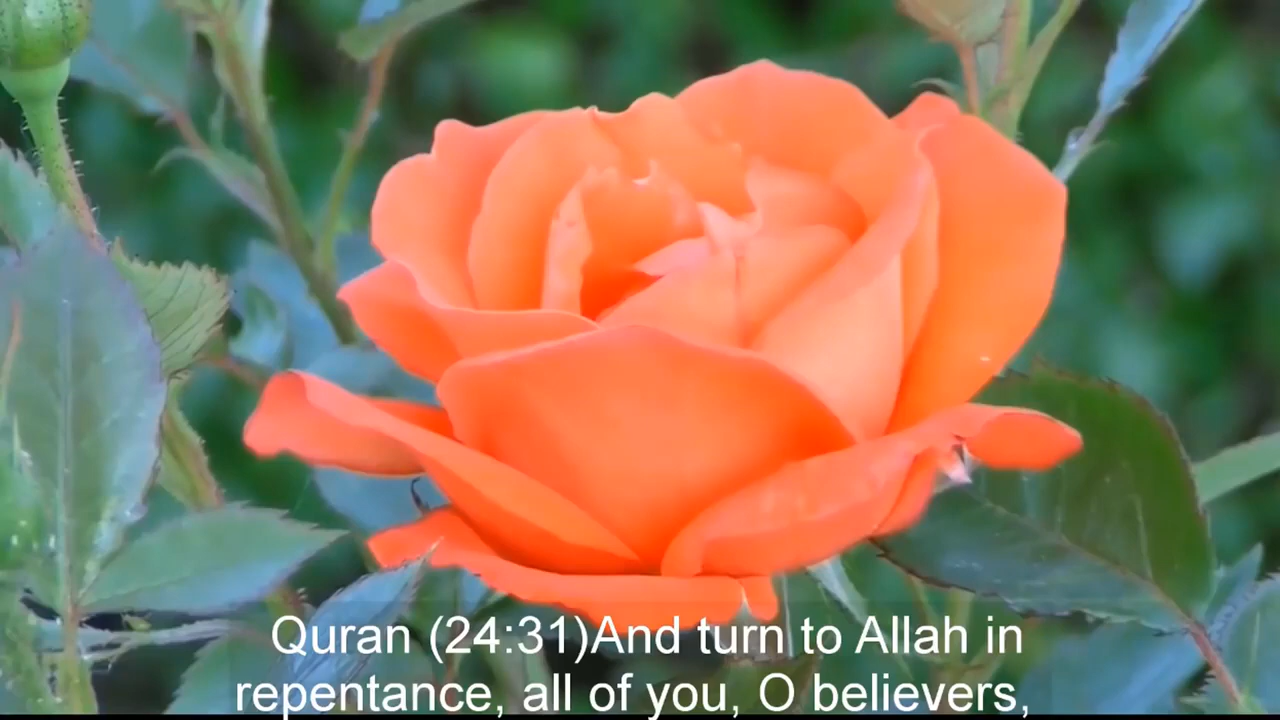 Quran (24:31)And turn to Allah in
repentance, all of you, O believers,